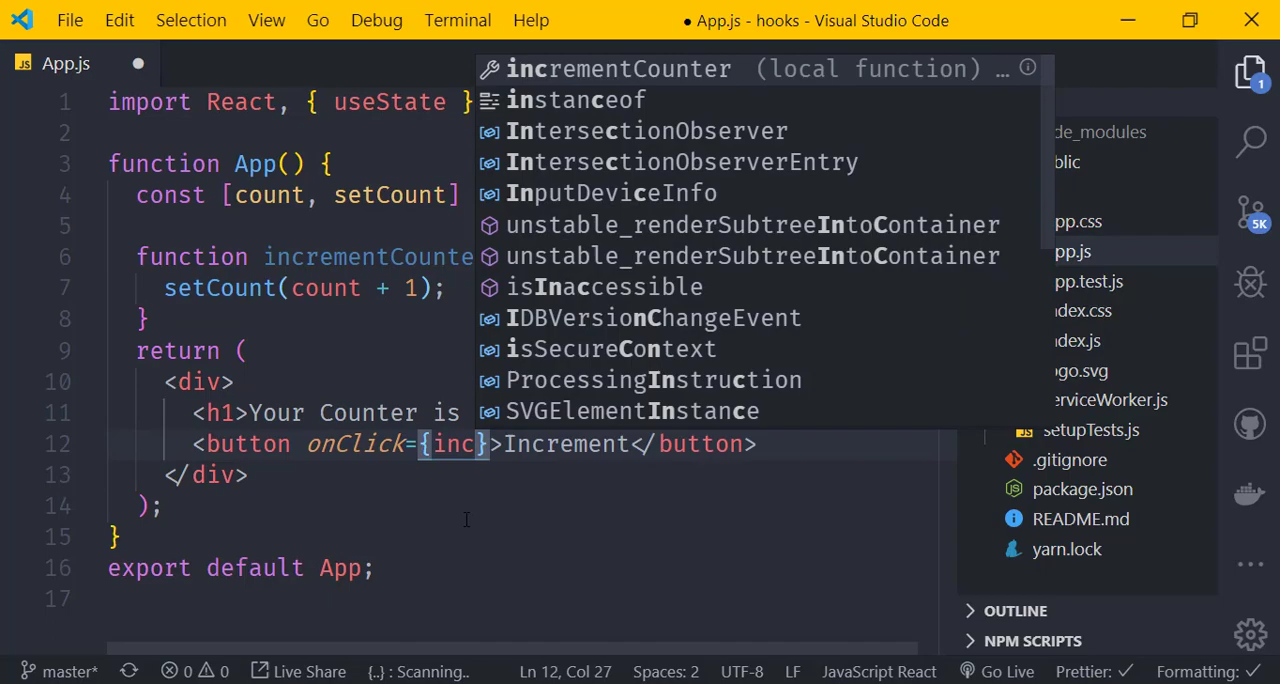 File Edit Selection View Go Debug Terminal Help ● App.js - hooks - Visual Studio Code
JS App.js
1 import React, { useState }
2
3 function App() {
4 const [count, setCount]
5
6 function incrementCounte
7 setCount(count + 1);
8 }
9 return (
10 <div>
11 <h1>Your Counter is
12 <button onClick={inc}>Increment</button>
13 </div>
14 );
15 }
16 export default App;
17
incrementCounter (local function) …
instanceof
IntersectionObserver
IntersectionObserverEntry
InputDeviceInfo
unstable_renderSubtreeIntoContainer
unstable_renderSubtreeIntoContainer
isInaccessible
IDBVersionChangeEvent
isSecureContext
ProcessingInstruction
SVGElementInstance
de_modules
blic
pp.css
pp.js
pp.test.js
dex.css
dex.js
ogo.svg
erviceWorker.js
JS setupTests.js
.gitignore
JS package.json
README.md
yarn.lock
OUTLINE
NPM SCRIPTS
1
5K
master* 0 0 Live Share {..} : Scanning.. Ln 12, Col 27 Spaces: 2 UTF-8 LF JavaScript React Go Live Prettier: ✓ Formatting: ✓